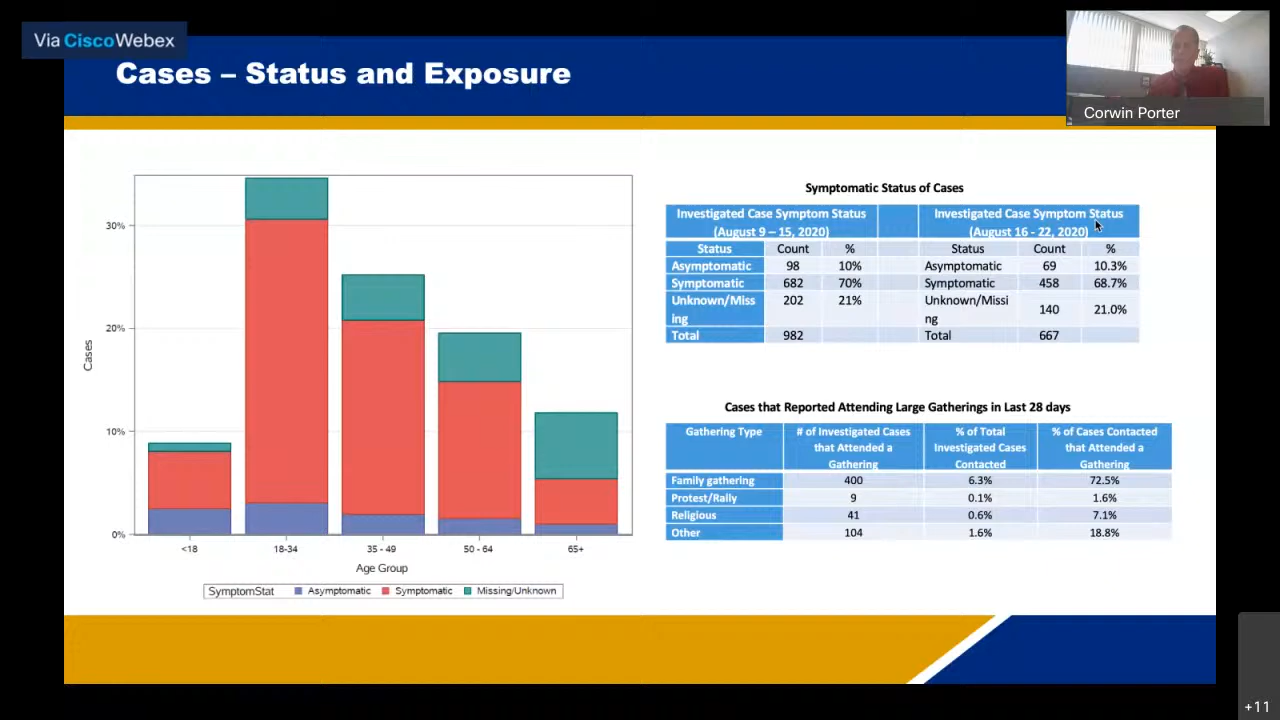 Via CiscoWebex
Cases – Status and Exposure
Corwin Porter
30%
20%
10%
0%
Cases
<18 18-34 35 - 49 50 - 64 65+
Age Group
SymptomStat Asymptomatic Symptomatic Missing/Unknown
Symptomatic Status of Cases
Investigated Case Symptom Status Investigated Case Symptom Status
(August 9 – 15, 2020) (August 16 - 22, 2020)
Status Count % Status Count %
Asymptomatic 98 10% Asymptomatic 69 10.3%
Symptomatic 682 70% Symptomatic 458 68.7%
Unknown/Miss 202 21% Unknown/Missi 140 21.0%
ing ng
Total 982 Total 667
Cases that Reported Attending Large Gatherings in Last 28 days
Gathering Type # of Investigated Cases % of Total % of Cases Contacted
that Attended a Investigated Cases that Attended a
Gathering Contacted Gathering
Family gathering 400 6.3% 72.5%
Protest/Rally 9 0.1% 1.6%
Religious 41 0.6% 7.1%
Other 104 1.6% 18.8%
+11